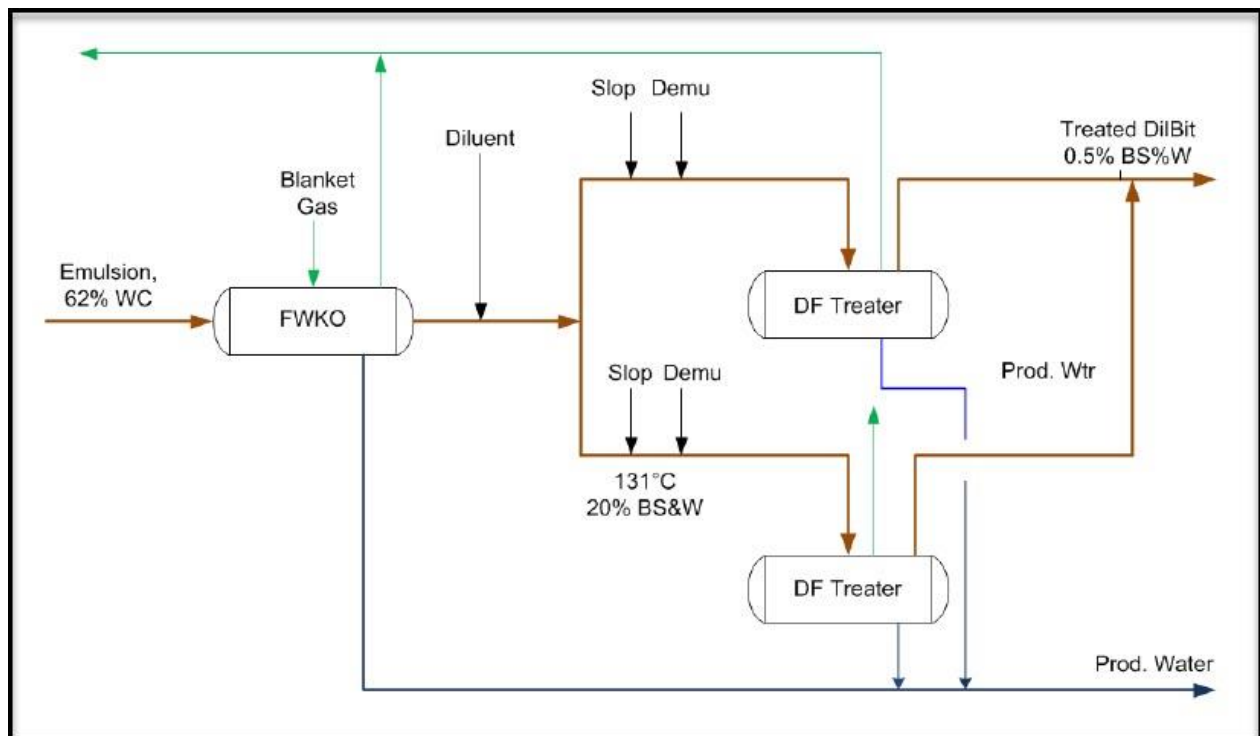 Slop Demu
Treated DilBit
0.5% BS%W
Diluent
Blanket
Gas
Emulsion,
62% WC
FWKO
DF Treater
Prod. Wtr
Slop Demu
131°C
20% BS&W
DF Treater
Prod. Water